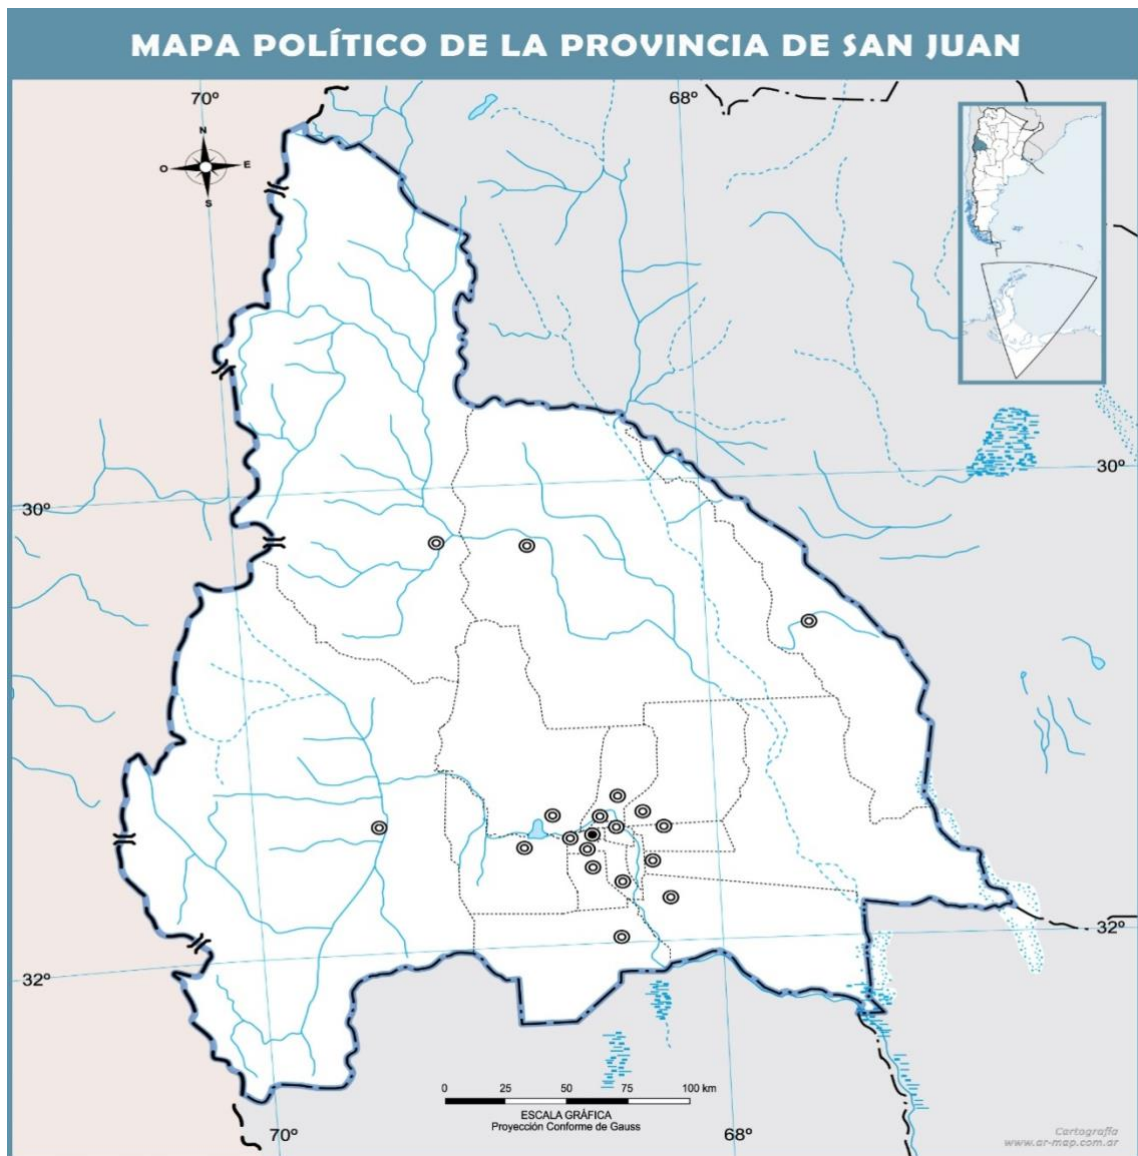 MAPA POLÍTICO DE LA PROVINCIA DE SAN JUAN
70º
68º
N
O
E
S
30º
30º
32º
32º
0 25 50 75 100 km
ESCALA GRÁFICA
Proyección Conforme de Gauss
70º
68º
Cartografía
www.ar-map.com.ar